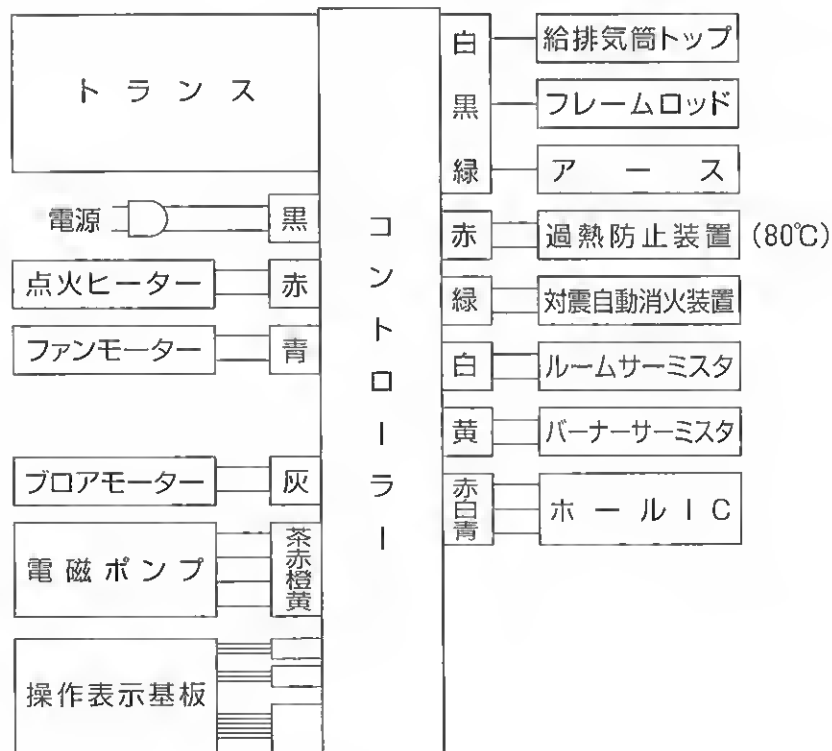 トランス
電源
黒
点火ヒーター
赤
ファンモーター
青
ブロアモーター
灰
電磁ポンプ
茶
赤
橙
黄
操作表示基板
コントローラー
白
給排気筒トップ
黒
フレームロッド
緑
アース
赤
過熱防止装置 (80℃)
緑
対震自動消火装置
白
ルームサーミスタ
黄
バーナーサーミスタ
赤
白
青
ホールIC